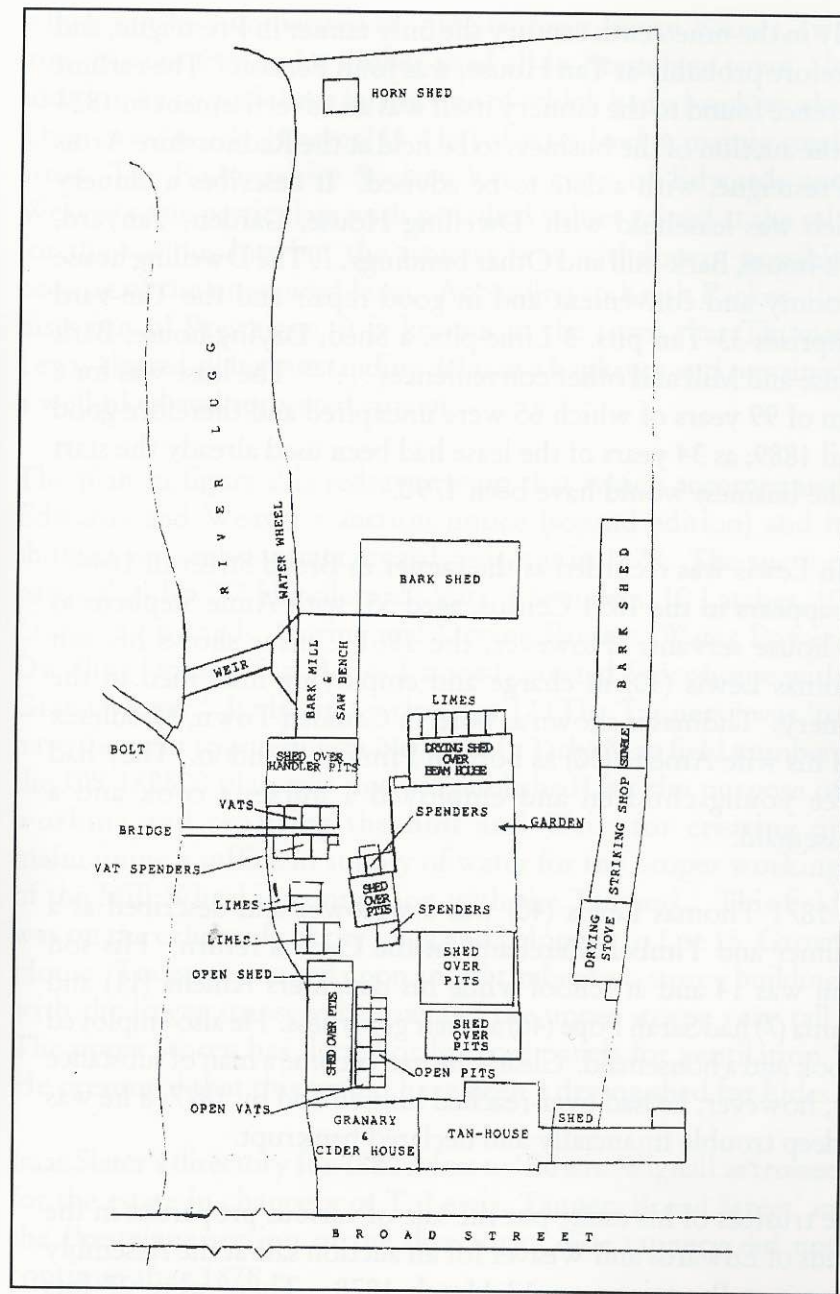 HORN SHED
RIVER LUGG
WATER WHEEL
WEIR
BARK MILL
&
SAW BENCH
BARK SHED
BARK SHED
BOLT
LIMES
SHED OVER
HANDLER PITS
DRYING SHED
OVER
BEAM HOUSE
STABLE
VATS
SPENDERS
BRIDGE
GARDEN
STRIKING SHOP
VAT SPENDERS
SHED
OVER
PITS
LIMES
SPENDERS
LIMES
DRYING
STOVE
OPEN SHED
SHED
OVER
PITS
SHED OVER PITS
SHED
OVER
PITS
OPEN PITS
OPEN VATS
GRANARY
&
CIDER HOUSE
TAN-HOUSE
SHED
BROAD STREET